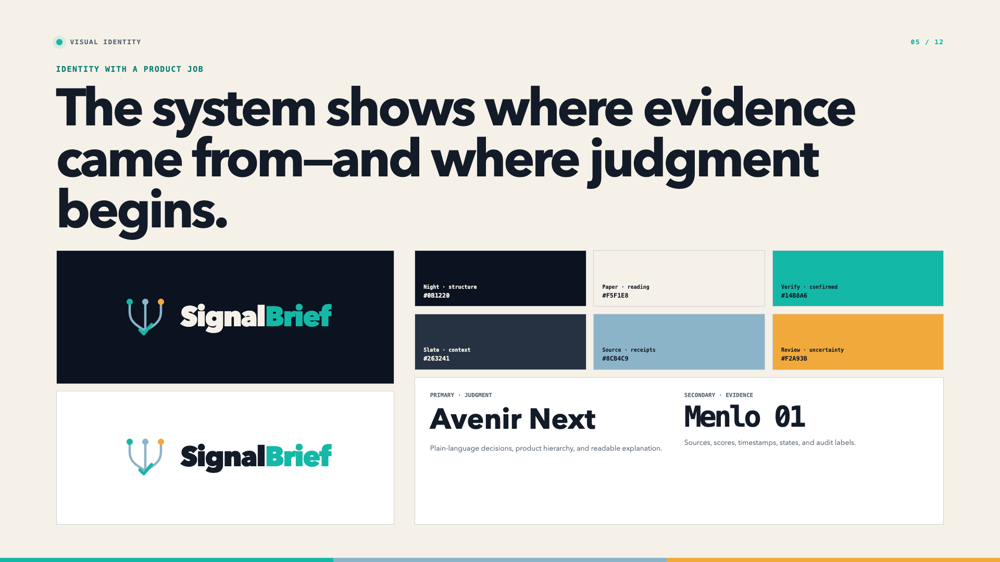 VISUAL IDENTITY
05 / 12
IDENTITY WITH A PRODUCT JOB
The system shows where evidence
came from—and where judgment
begins.
SignalBrief
SignalBrief
Night · structure
#0B1220
Paper · reading
#F5F1E8
Verify · confirmed
#14B8A6
Slate · context
#263241
Source · receipts
#8CB4C9
Review · uncertainty
#F2A93B
PRIMARY · JUDGMENT
Avenir Next
Plain-language decisions, product hierarchy, and readable explanation.
SECONDARY · EVIDENCE
Menlo 01
Sources, scores, timestamps, states, and audit labels.